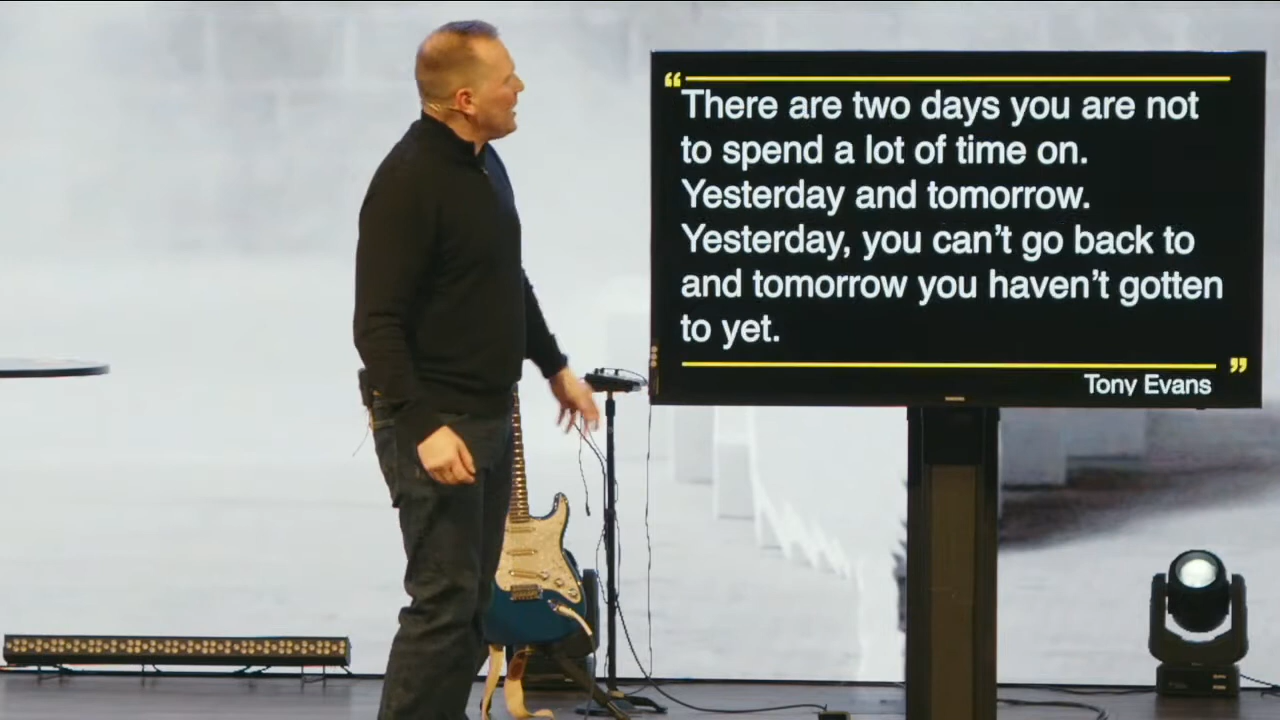 “There are two days you are not
to spend a lot of time on.
Yesterday and tomorrow.
Yesterday, you can’t go back to
and tomorrow you haven’t gotten
to yet.”
Tony Evans